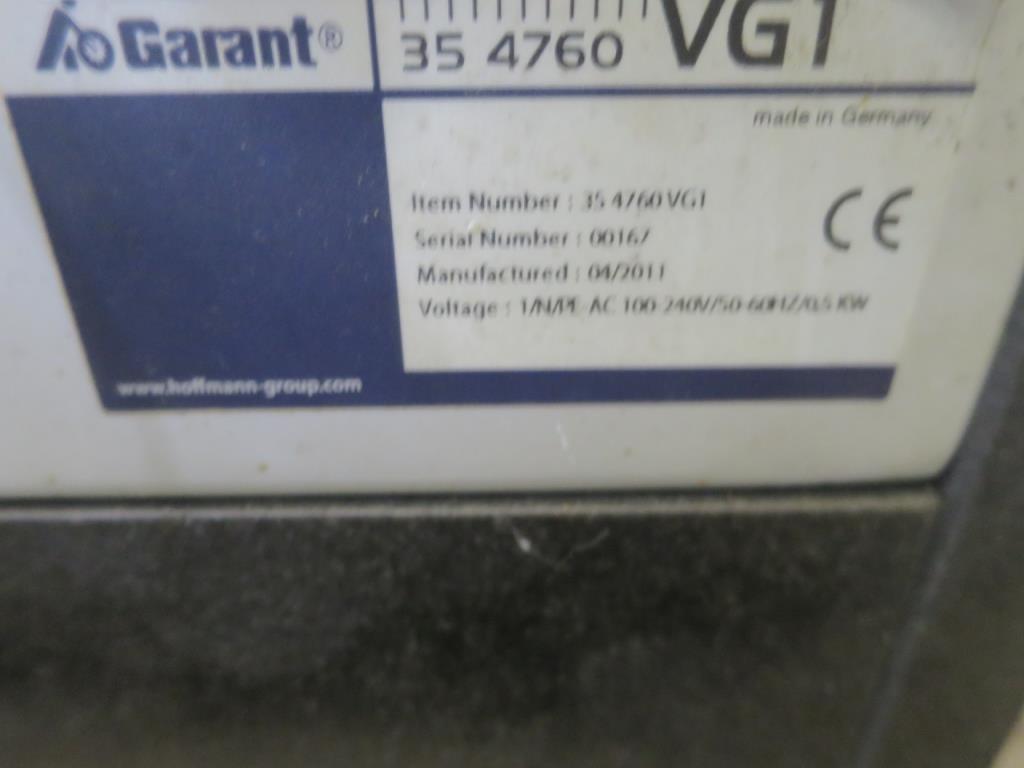 Garant®
35 4760 VG1
made in Germany
Item Number : 35 4760 VG1
CE
Serial Number : 00167
Manufactured : 04/2011
Voltage : 1/N/PE AC 100-240V/50-60HZ/0,5 KW
www.hoffmann-group.com